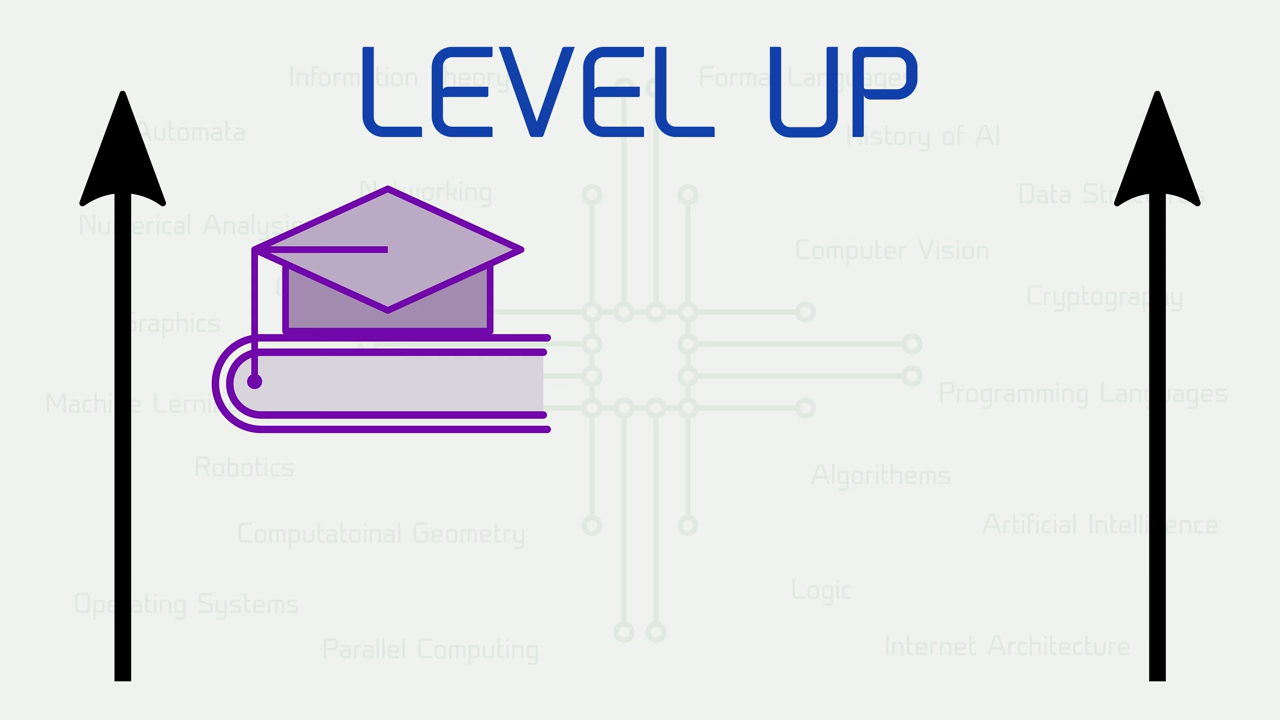 LEVEL UP
Information Theory
Formal Languages
Automata
History of AI
Networking
Data Structures
Numerical Analysis
Computer Vision
Cryptography
Graphics
Programming Languages
Machine Lerning
Robotics
Algorithems
Artificial Intelligence
Computatoinal Geometry
Logic
Operating Systems
Internet Architecture
Parallel Computing